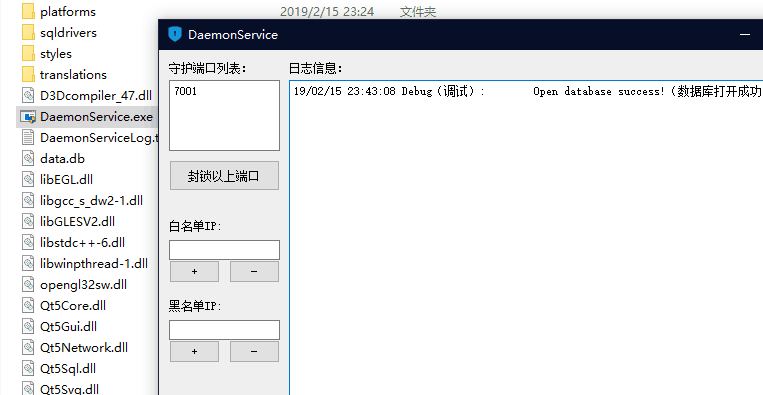 platforms 2019/2/15 23:24 文件夹
sqldrivers
styles
translations
D3Dcompiler_47.dll
DaemonService.exe
DaemonServiceLog.t
data.db
libEGL.dll
libgcc_s_dw2-1.dll
libGLESV2.dll
libstdc++-6.dll
libwinpthread-1.dll
opengl32sw.dll
Qt5Core.dll
Qt5Gui.dll
Qt5Network.dll
Qt5Sql.dll
Qt5Svg.dll
DaemonService
守护端口列表：
7001
封锁以上端口
白名单IP:
+ -
黑名单IP:
+ -
日志信息：
19/02/15 23:43:08 Debug（调试）: Open database success!（数据库打开成功